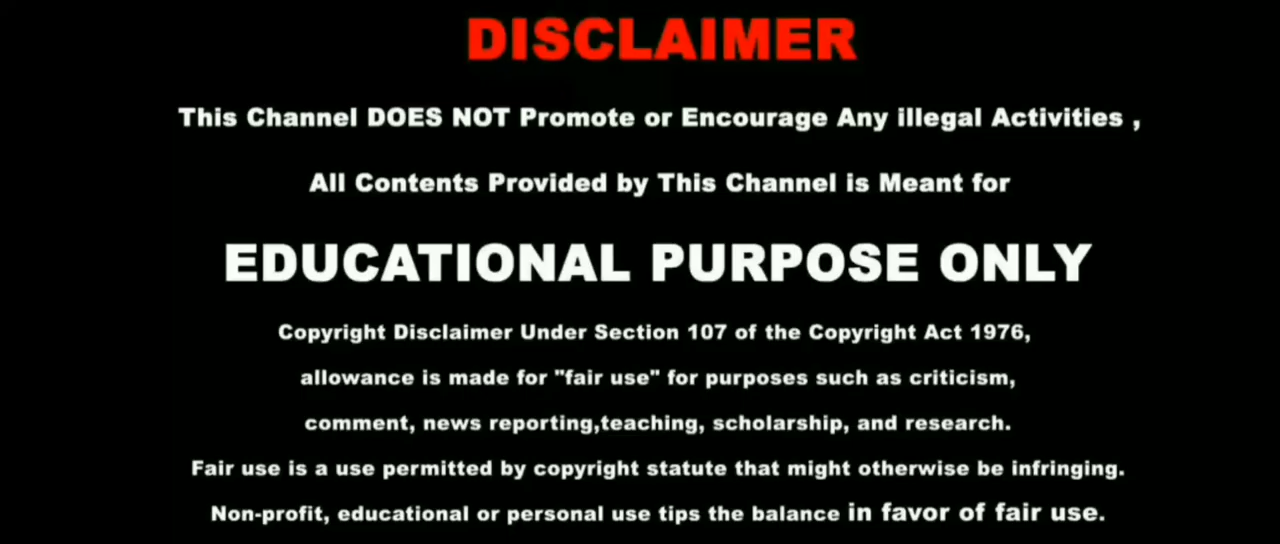 DISCLAIMER
This Channel DOES NOT Promote or Encourage Any illegal Activities ,
All Contents Provided by This Channel is Meant for
EDUCATIONAL PURPOSE ONLY
Copyright Disclaimer Under Section 107 of the Copyright Act 1976,
allowance is made for "fair use" for purposes such as criticism,
comment, news reporting,teaching, scholarship, and research.
Fair use is a use permitted by copyright statute that might otherwise be infringing.
Non-profit, educational or personal use tips the balance in favor of fair use.